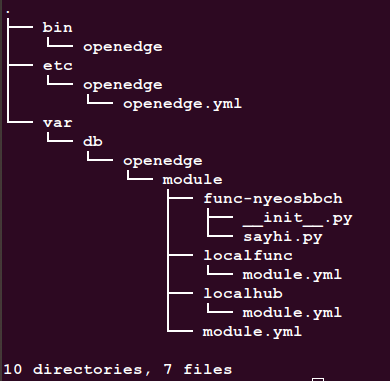 .
├── bin
│   └── openedge
├── etc
│   └── openedge
│       └── openedge.yml
└── var
    └── db
        └── openedge
            └── module
                ├── func-nyeosbbch
                │   ├── __init__.py
                │   └── sayhi.py
                ├── localfunc
                │   └── module.yml
                ├── localhub
                │   └── module.yml
                └── module.yml
10 directories, 7 files